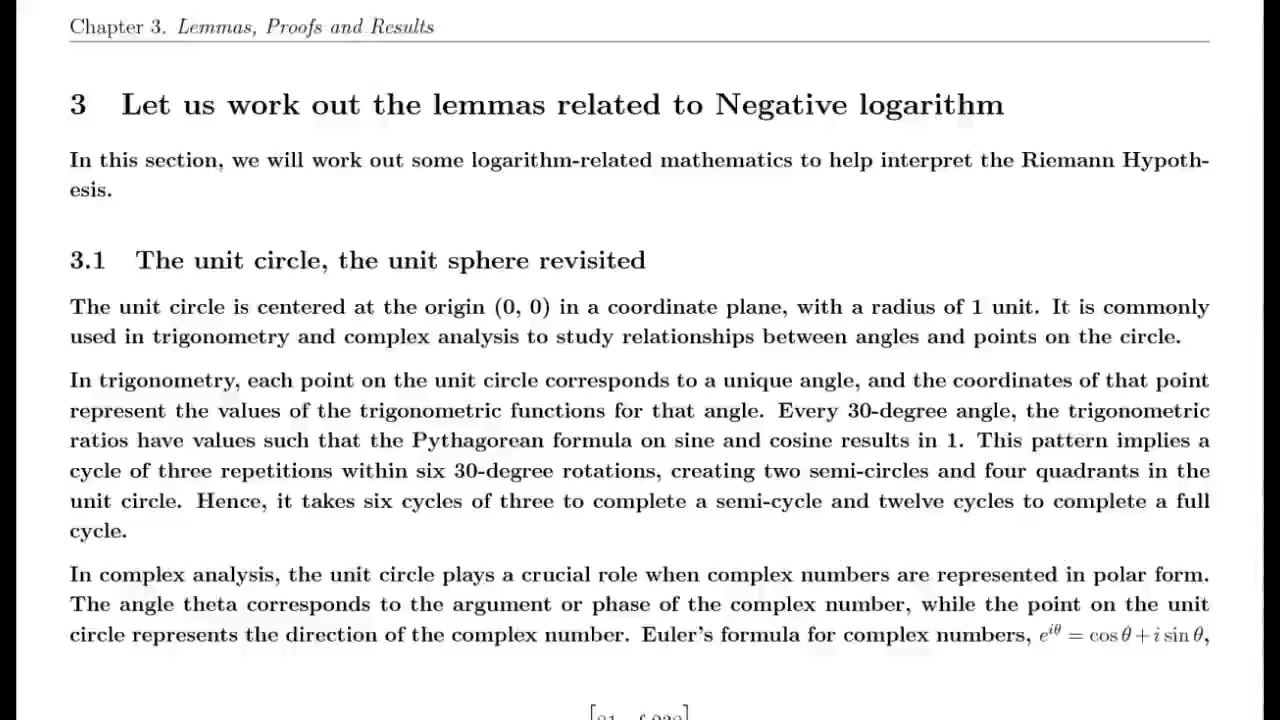 Chapter 3. Lemmas, Proofs and Results
3 Let us work out the lemmas related to Negative logarithm
In this section, we will work out some logarithm-related mathematics to help interpret the Riemann Hypoth-
esis.
3.1 The unit circle, the unit sphere revisited
The unit circle is centered at the origin (0, 0) in a coordinate plane, with a radius of 1 unit. It is commonly
used in trigonometry and complex analysis to study relationships between angles and points on the circle.
In trigonometry, each point on the unit circle corresponds to a unique angle, and the coordinates of that point
represent the values of the trigonometric functions for that angle. Every 30-degree angle, the trigonometric
ratios have values such that the Pythagorean formula on sine and cosine results in 1. This pattern implies a
cycle of three repetitions within six 30-degree rotations, creating two semi-circles and four quadrants in the
unit circle. Hence, it takes six cycles of three to complete a semi-cycle and twelve cycles to complete a full
cycle.
In complex analysis, the unit circle plays a crucial role when complex numbers are represented in polar form.
The angle theta corresponds to the argument or phase of the complex number, while the point on the unit
circle represents the direction of the complex number. Euler's formula for complex numbers, e^{iθ} = cos θ + i sin θ,